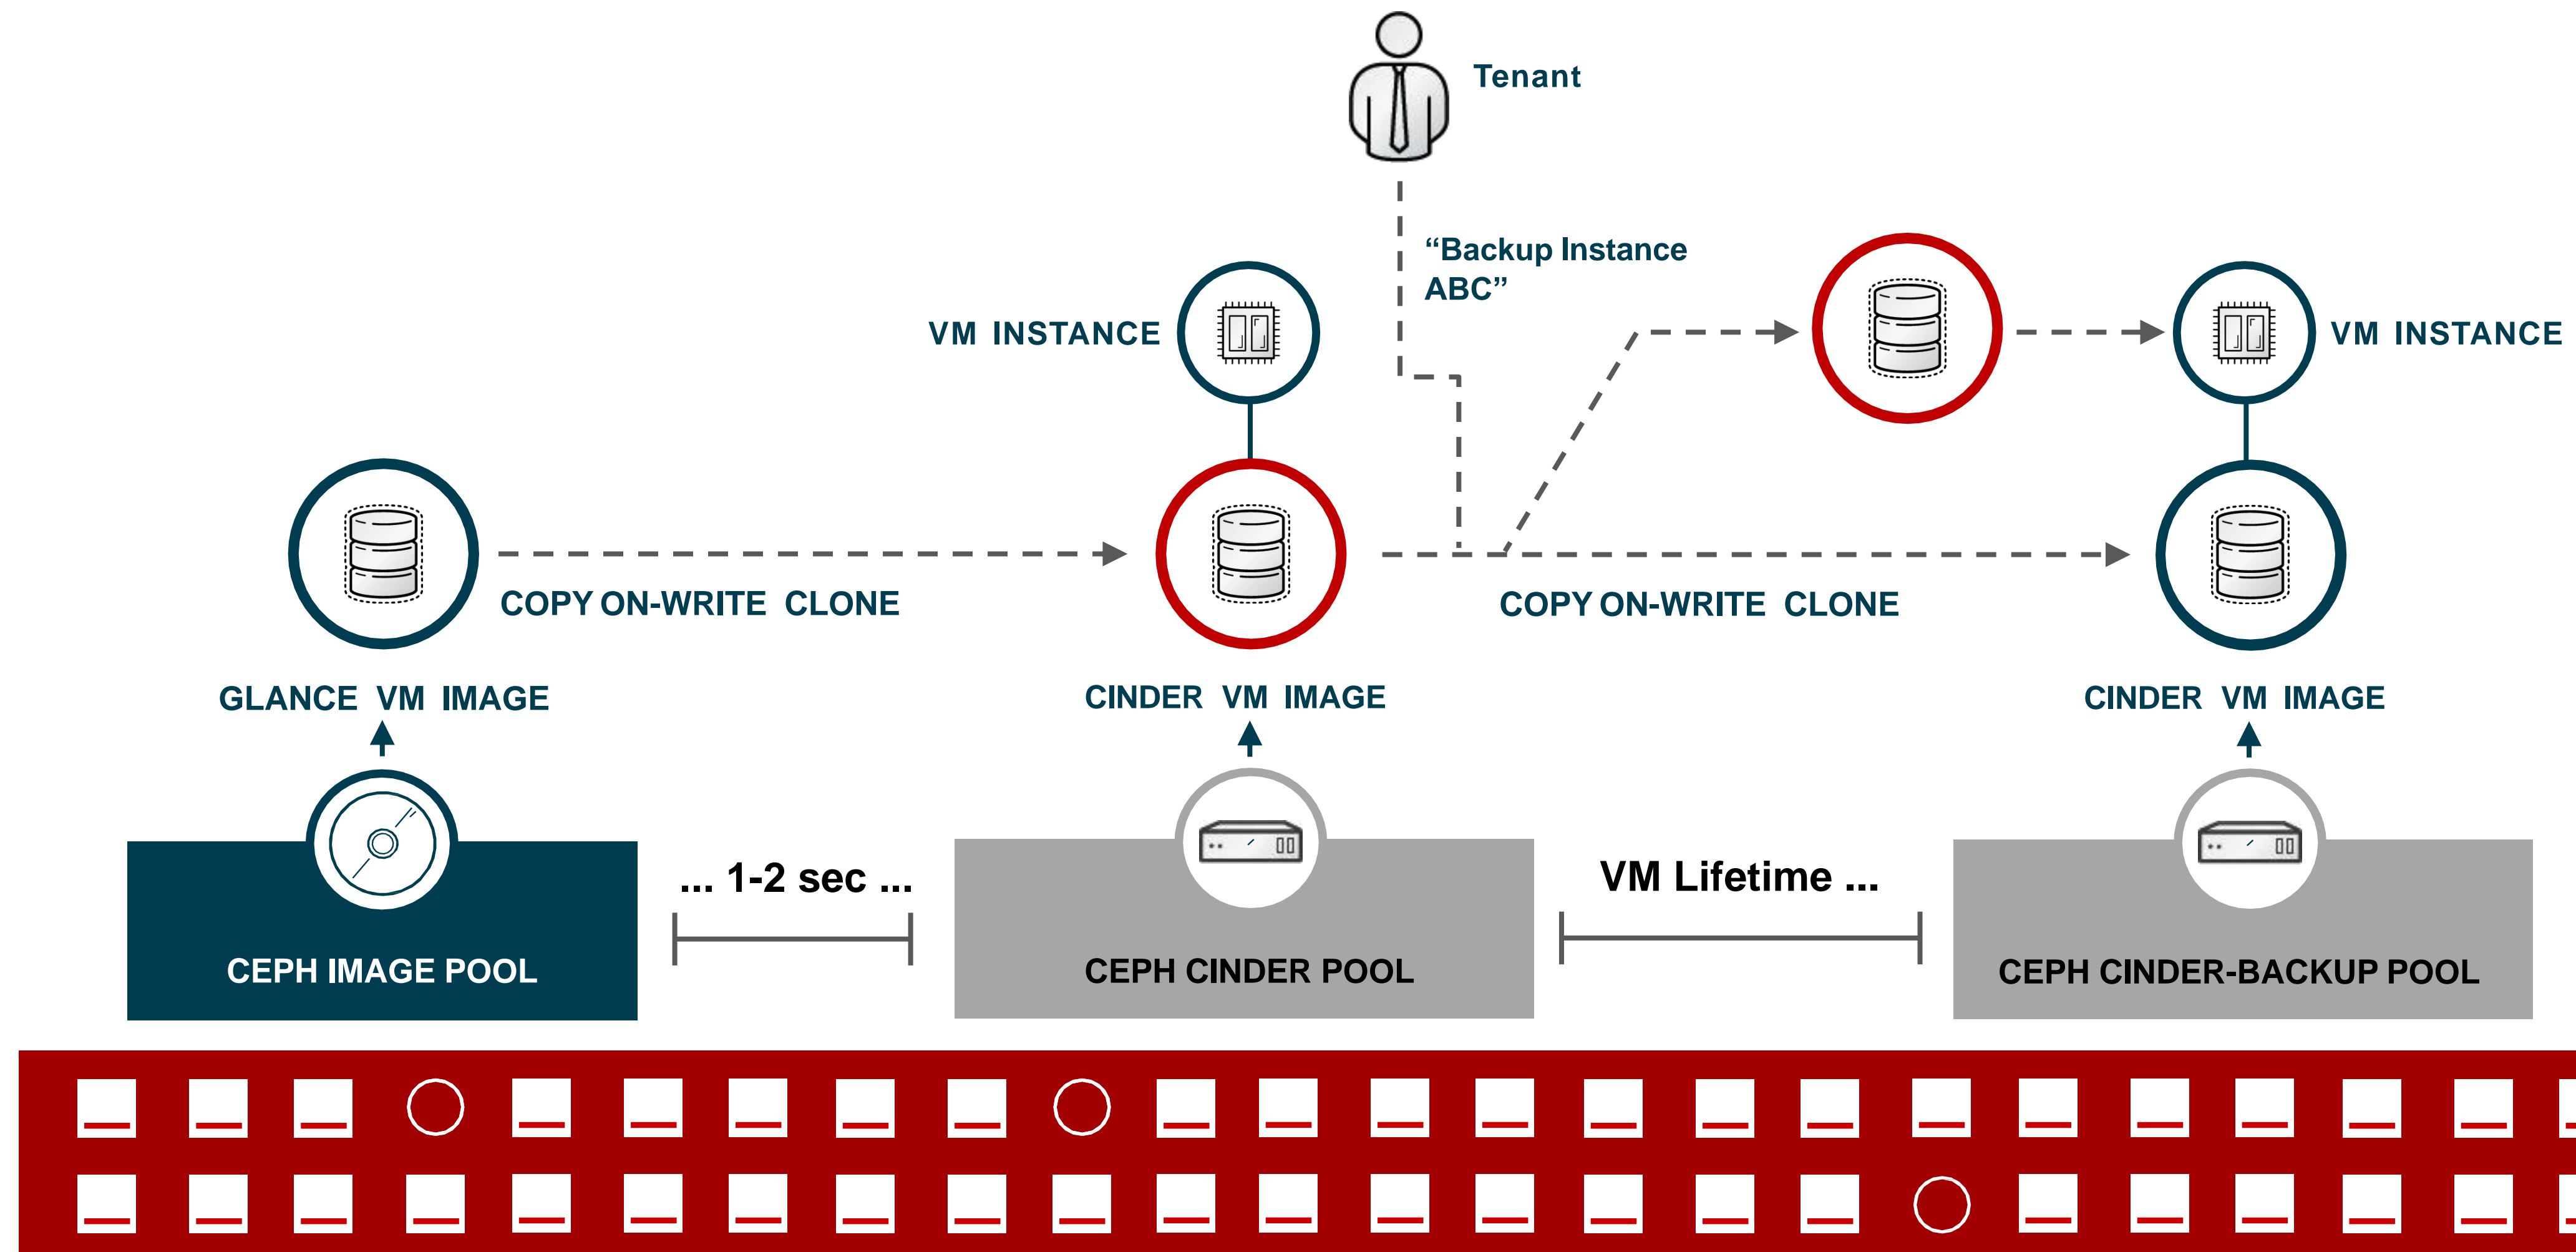 Tenant
“Backup Instance
ABC”
VM INSTANCE
VM INSTANCE
COPY ON-WRITE CLONE
COPY ON-WRITE CLONE
GLANCE VM IMAGE
CINDER VM IMAGE
CINDER VM IMAGE
... 1-2 sec ...
VM Lifetime ...
CEPH IMAGE POOL
CEPH CINDER POOL
CEPH CINDER-BACKUP POOL